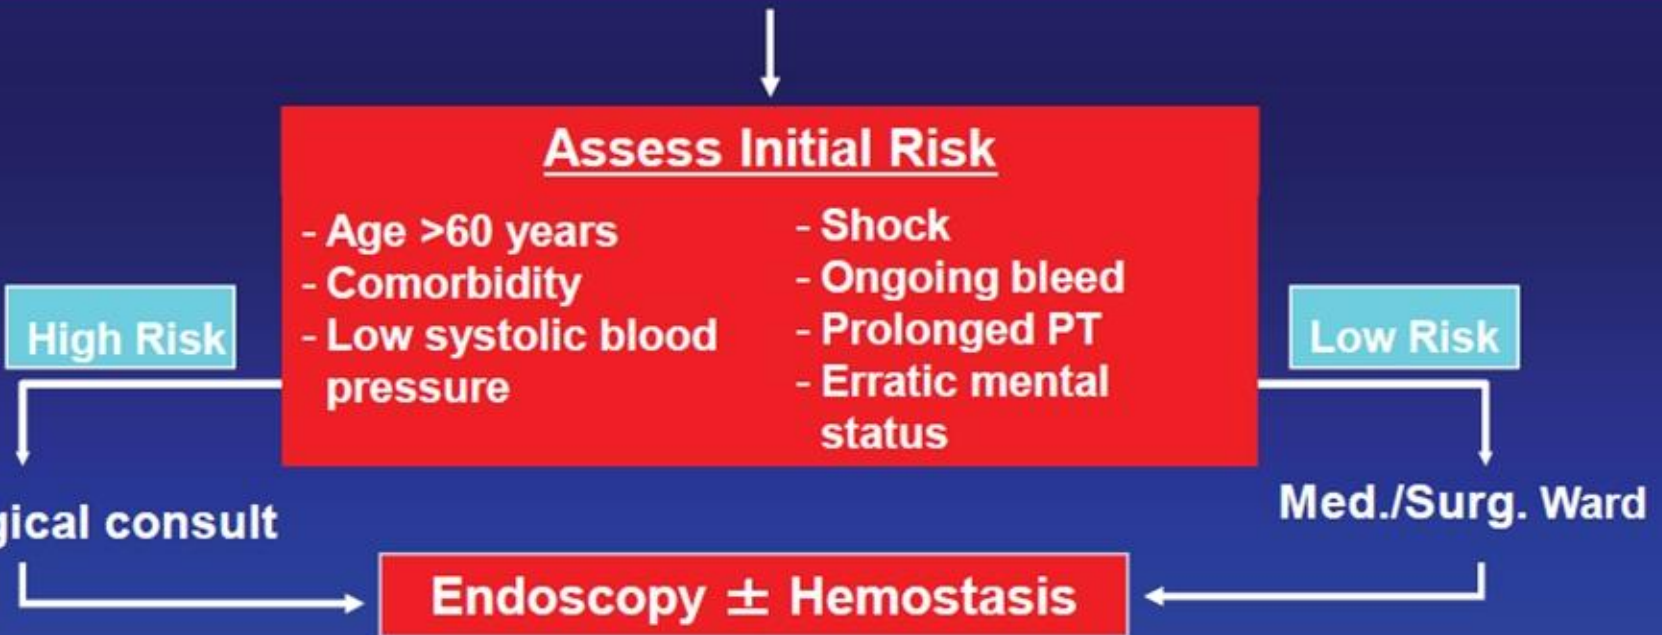 Assess Initial Risk
- Age >60 years
- Comorbidity
- Low systolic blood
pressure
- Shock
- Ongoing bleed
- Prolonged PT
- Erratic mental
status
High Risk
Low Risk
consult
Med./Surg. Ward
Endoscopy ± Hemostasis